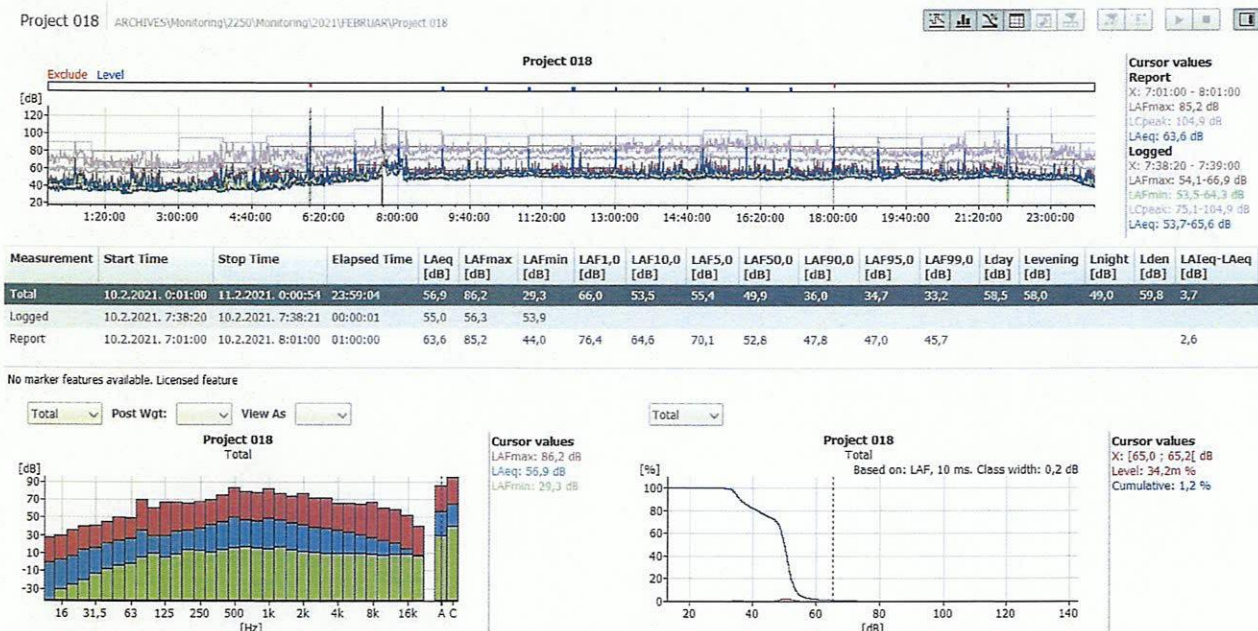 Project 018 ARCHIVES\Monitoring\2250\Monitoring\2021\FEBRUAR\Project 018
Project 018
Exclude Level
[dB]
120
100
80
60
40
20
1:20:00 3:00:00 4:40:00 6:20:00 8:00:00 9:40:00 11:20:00 13:00:00 14:40:00 16:20:00 18:00:00 19:40:00 21:20:00 23:00:00
Cursor values
Report
X: 7:01:00 - 8:01:00
LAFmax: 85,2 dB
LCpeak: 104,9 dB
LAeq: 63,6 dB
Logged
X: 7:38:20 - 7:39:00
LAFmax: 54,1-66,9 dB
LAFmin: 53,5-64,3 dB
LCpeak: 75,1-104,9 dB
LAeq: 53,7-65,6 dB
Measurement Start Time Stop Time Elapsed Time LAeq LAFmax LAFmin LAF1,0 LAF10,0 LAF5,0 LAF50,0 LAF90,0 LAF95,0 LAF99,0 Lday Levening Lnight Lden LAIeq-LAeq
[dB] [dB] [dB] [dB] [dB] [dB] [dB] [dB] [dB] [dB] [dB] [dB] [dB] [dB] [dB]
Total 10.2.2021. 0:01:00 11.2.2021. 0:00:54 23:59:04 56,9 86,2 29,3 66,0 53,5 55,4 49,9 36,0 34,7 33,2 58,5 58,0 49,0 59,8 3,7
Logged 10.2.2021. 7:38:20 10.2.2021. 7:38:21 00:00:01 55,0 56,3 53,9
Report 10.2.2021. 7:01:00 10.2.2021. 8:01:00 01:00:00 63,6 85,2 44,0 76,4 64,6 70,1 52,8 47,8 47,0 45,7 2,6
No marker features available. Licensed feature
Total Post Wgt: View As
Project 018
Total
[dB]
90
70
50
30
10
-10
-30
16 31,5 63 125 250 500 1k 2k 4k 8k 16k A C
[Hz]
Cursor values
LAFmax: 86,2 dB
LAeq: 56,9 dB
LAFmin: 29,3 dB
Total
Project 018
Total
[%] Based on: LAF, 10 ms. Class width: 0,2 dB
100
80
60
40
20
0
20 40 60 80 100 120 140
[dB]
Cursor values
X: [65,0 ; 65,2[ dB
Level: 34,2m %
Cumulative: 1,2 %